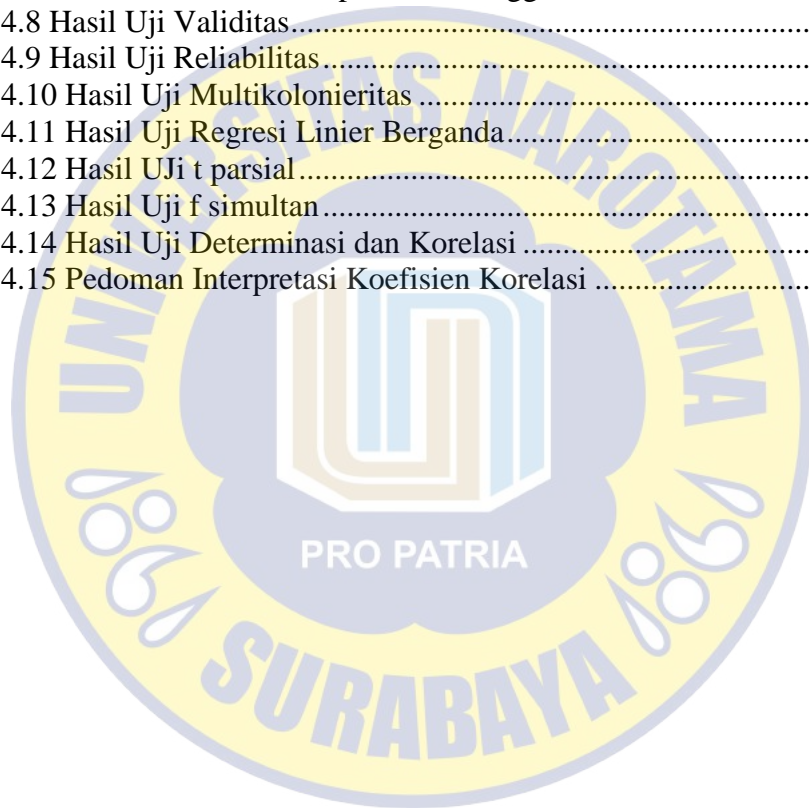 4.8 Hasil Uji Validitas
4.9 Hasil Uji Reliabilitas
4.10 Hasil Uji Multikolonieritas
4.11 Hasil Uji Regresi Linier Berganda
4.12 Hasil UJi t parsial
4.13 Hasil Uji f simultan
4.14 Hasil Uji Determinasi dan Korelasi
4.15 Pedoman Interpretasi Koefisien Korelasi
UNIVERSITAS NAROTAMA
PRO PATRIA
SURABAYA